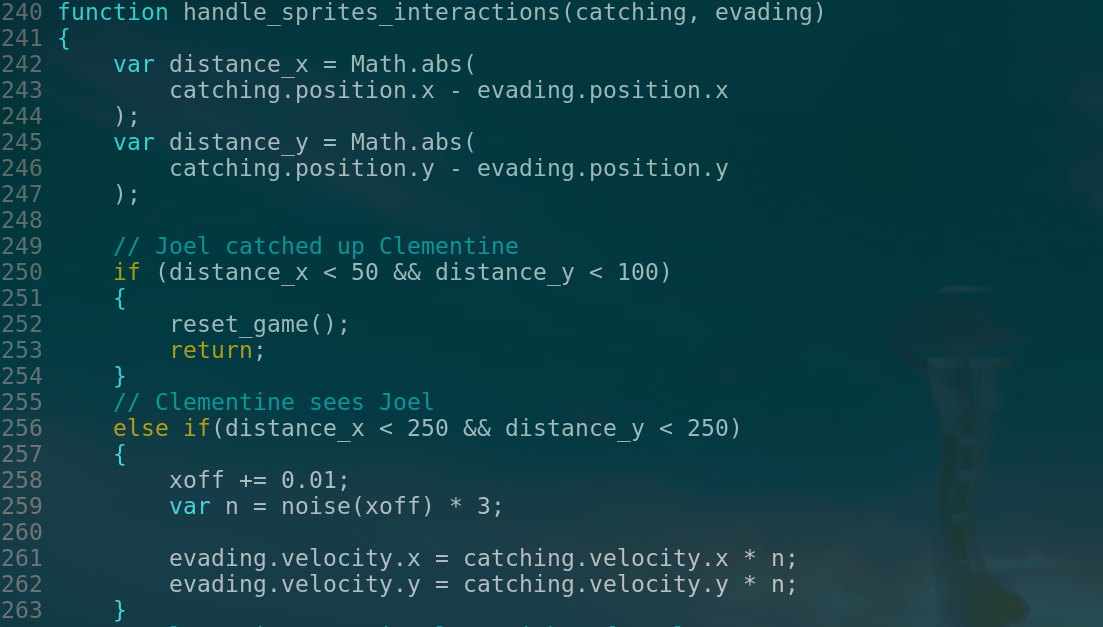 240 function handle_sprites_interactions(catching, evading)
241 {
242     var distance_x = Math.abs(
243         catching.position.x - evading.position.x
244     );
245     var distance_y = Math.abs(
246         catching.position.y - evading.position.y
247     );
248
249     // Joel catched up Clementine
250     if (distance_x < 50 && distance_y < 100)
251     {
252         reset_game();
253         return;
254     }
255     // Clementine sees Joel
256     else if(distance_x < 250 && distance_y < 250)
257     {
258         xoff += 0.01;
259         var n = noise(xoff) * 3;
260
261         evading.velocity.x = catching.velocity.x * n;
262         evading.velocity.y = catching.velocity.y * n;
263     }